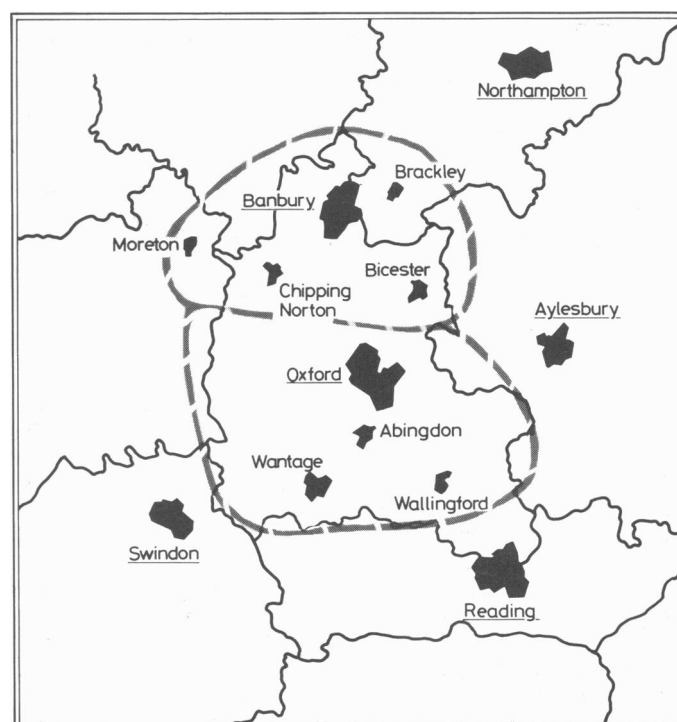 Northampton
Brackley
Banbury
Moreton
Bicester
Chipping
Norton
Aylesbury
Oxford
Abingdon
Wantage
Wallingford
Swindon
Reading